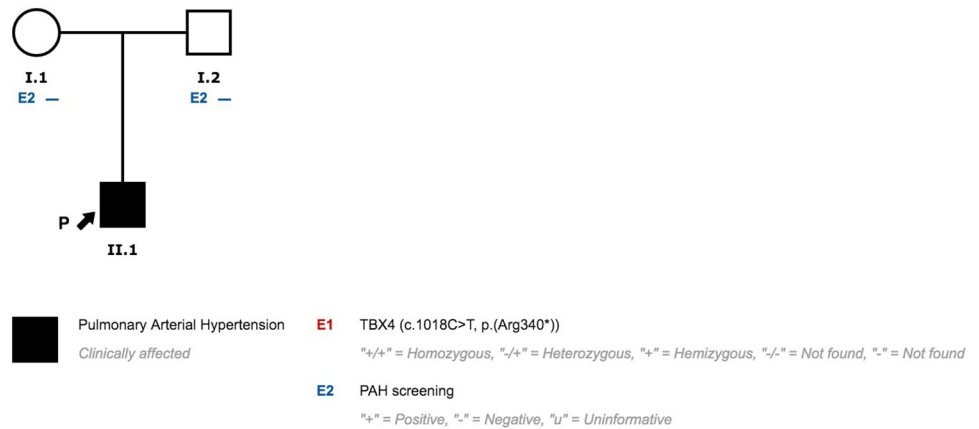 I.1 I.2
E2 – E2 –
P
II.1
Pulmonary Arterial Hypertension E1 TBX4 (c.1018C>T, p.(Arg340*))
Clinically affected "+/+" = Homozygous, "-/+" = Heterozygous, "+" = Hemizygous, "-/-" = Not found, "-" = Not found
E2 PAH screening
"+" = Positive, "-" = Negative, "u" = Uninformative